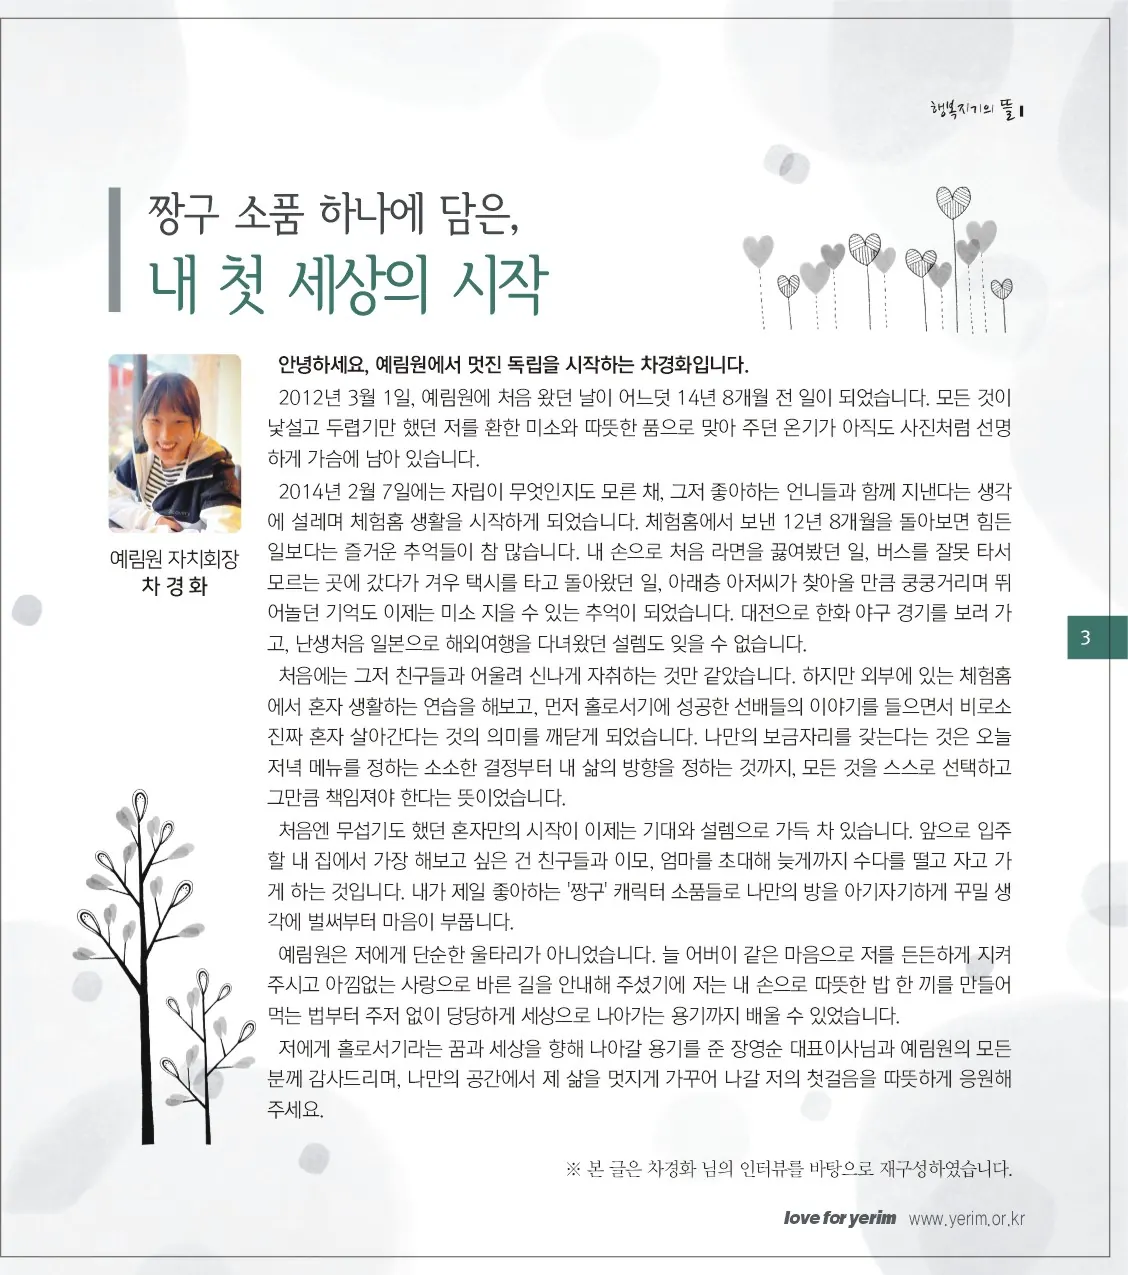 행복지기의 뜰 I
짱구 소품 하나에 담은,
내 첫 세상의 시작
예림원 자치회장
차 경 화
안녕하세요, 예림원에서 멋진 독립을 시작하는 차경화입니다.
2012년 3월 1일, 예림원에 처음 왔던 날이 어느덧 14년 8개월 전 일이 되었습니다. 모든 것이
낯설고 두렵기만 했던 저를 환한 미소와 따뜻한 품으로 맞아 주던 온기가 아직도 사진처럼 선명
하게 가슴에 남아 있습니다.
2014년 2월 7일에는 자립이 무엇인지도 모른 채, 그저 좋아하는 언니들과 함께 지낸다는 생각
에 설레며 체험홈 생활을 시작하게 되었습니다. 체험홈에서 보낸 12년 8개월을 돌아보면 힘든
일보다는 즐거운 추억들이 참 많습니다. 내 손으로 처음 라면을 끓여봤던 일, 버스를 잘못 타서
모르는 곳에 갔다가 겨우 택시를 타고 돌아왔던 일, 아래층 아저씨가 찾아올 만큼 쿵쿵거리며 뛰
어놀던 기억도 이제는 미소 지을 수 있는 추억이 되었습니다. 대전으로 한화 야구 경기를 보러 가
고, 난생처음 일본으로 해외여행을 다녀왔던 설렘도 잊을 수 없습니다.
처음에는 그저 친구들과 어울려 신나게 자취하는 것만 같았습니다. 하지만 외부에 있는 체험홈
에서 혼자 생활하는 연습을 해보고, 먼저 홀로서기에 성공한 선배들의 이야기를 들으면서 비로소
진짜 혼자 살아간다는 것의 의미를 깨닫게 되었습니다. 나만의 보금자리를 갖는다는 것은 오늘
저녁 메뉴를 정하는 소소한 결정부터 내 삶의 방향을 정하는 것까지, 모든 것을 스스로 선택하고
그만큼 책임져야 한다는 뜻이었습니다.
처음엔 무섭기도 했던 혼자만의 시작이 이제는 기대와 설렘으로 가득 차 있습니다. 앞으로 입주
할 내 집에서 가장 해보고 싶은 건 친구들과 이모, 엄마를 초대해 늦게까지 수다를 떨고 자고 가
게 하는 것입니다. 내가 제일 좋아하는 '짱구' 캐릭터 소품들로 나만의 방을 아기자기하게 꾸밀 생
각에 벌써부터 마음이 부풉니다.
예림원은 저에게 단순한 울타리가 아니었습니다. 늘 어버이 같은 마음으로 저를 든든하게 지켜
주시고 아낌없는 사랑으로 바른 길을 안내해 주셨기에 저는 내 손으로 따뜻한 밥 한 끼를 만들어
먹는 법부터 주저 없이 당당하게 세상으로 나아가는 용기까지 배울 수 있었습니다.
저에게 홀로서기라는 꿈과 세상을 향해 나아갈 용기를 준 장영순 대표이사님과 예림원의 모든
분께 감사드리며, 나만의 공간에서 제 삶을 멋지게 가꾸어 나갈 저의 첫걸음을 따뜻하게 응원해
주세요.
※ 본 글은 차경화 님의 인터뷰를 바탕으로 재구성하였습니다.
love for yerim www.yerim.or.kr
3